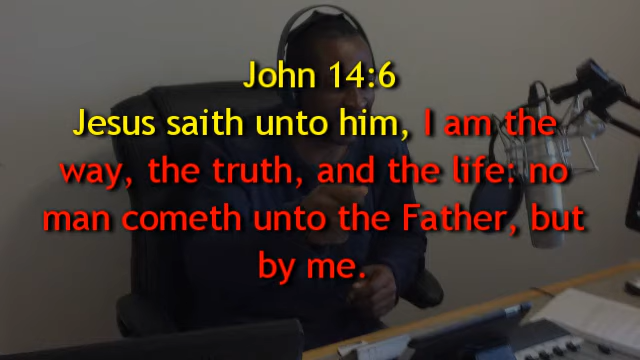 John 14:6
Jesus saith unto him, I am the
way, the truth, and the life: no
man cometh unto the Father, but
by me.